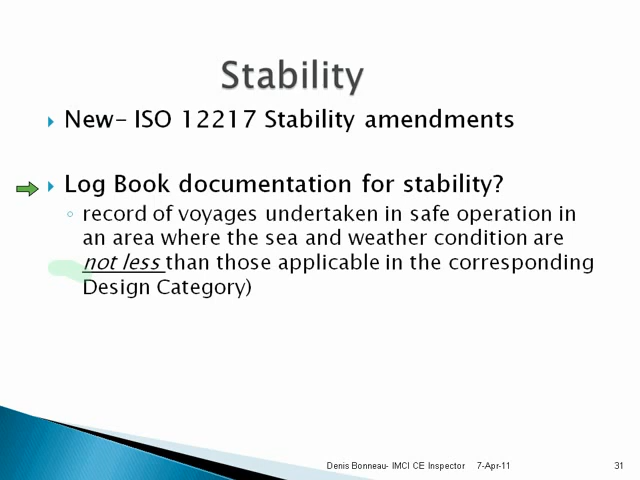 Stability
New- ISO 12217 Stability amendments
Log Book documentation for stability?
record of voyages undertaken in safe operation in
an area where the sea and weather condition are
not less than those applicable in the corresponding
Design Category)
Denis Bonneau- IMCI CE Inspector 7-Apr-11 31